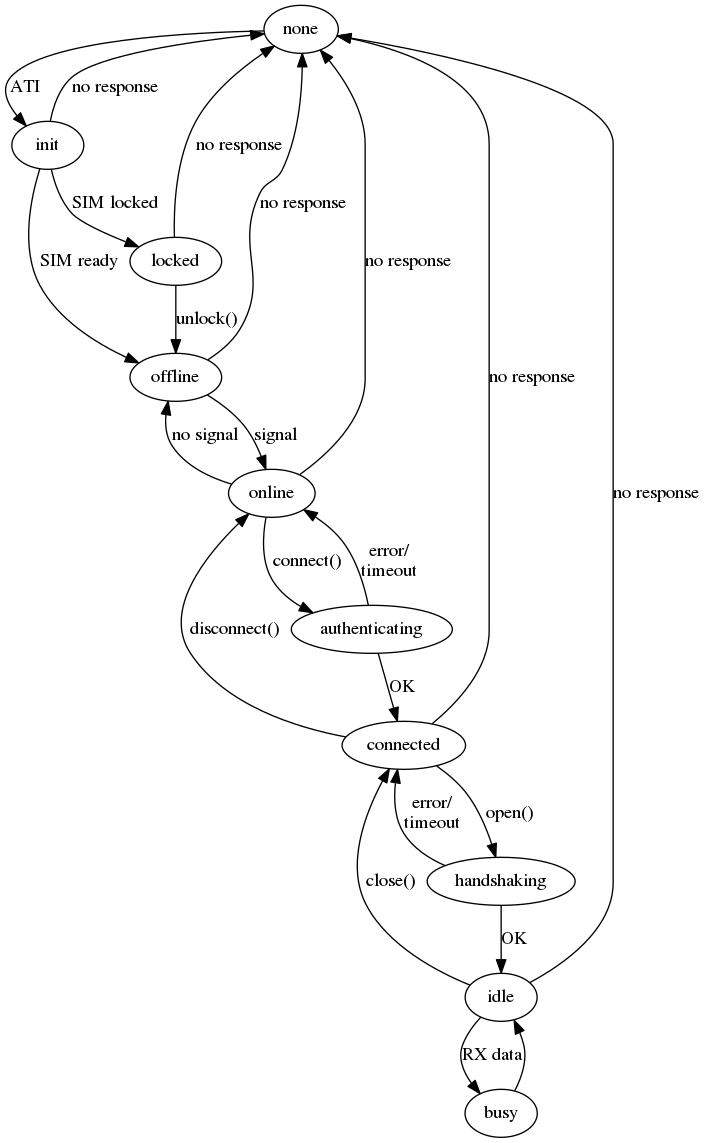 none
ATI
no response
init
no response
SIM locked
no response
SIM ready
locked
no response
unlock()
offline
no response
no signal
signal
online
no response
connect()
error/
timeout
disconnect()
authenticating
OK
connected
error/
timeout
open()
close()
handshaking
OK
idle
RX data
busy